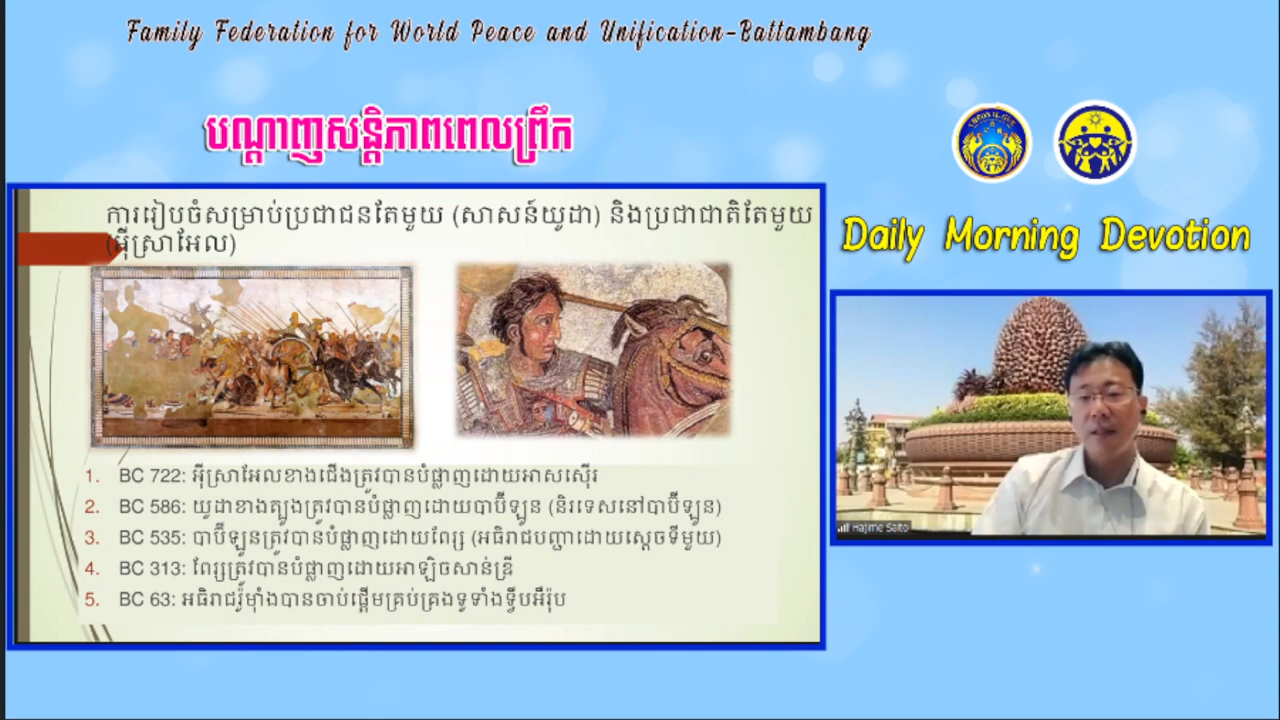 Family Federation for World Peace and Unification-Battambang
បណ្តាញសន្តិភាពពេលព្រឹក
Daily Morning Devotion
ការរៀបចំសម្រាប់ប្រជាជនតែមួយ (សាសន៍យូដា) និងប្រជាជាតិតែមួយ
(អ៊ីស្រាអែល)
1. BC 722: អ៊ីស្រាអែលខាងជើងត្រូវបានបំផ្លាញដោយអាសស៊ើរ
2. BC 586: យូដាខាងត្បូងត្រូវបានបំផ្លាញដោយបាប៊ីឡូន (និរទេសនៅបាប៊ីឡូន)
3. BC 535: បាប៊ីឡូនត្រូវបានបំផ្លាញដោយពែរ្ស (អធិរាជបញ្ជាដោយស្តេចទីមួយ)
4. BC 313: ពែរ្សត្រូវបានបំផ្លាញដោយអាឡិចសាន់ឌ្រី
5. BC 63: អធិរាជរ៉ូម៉ាំងបានចាប់ផ្តើមគ្រប់គ្រងទូទាំងទ្វីបអឺរ៉ុប
Hajime Saito